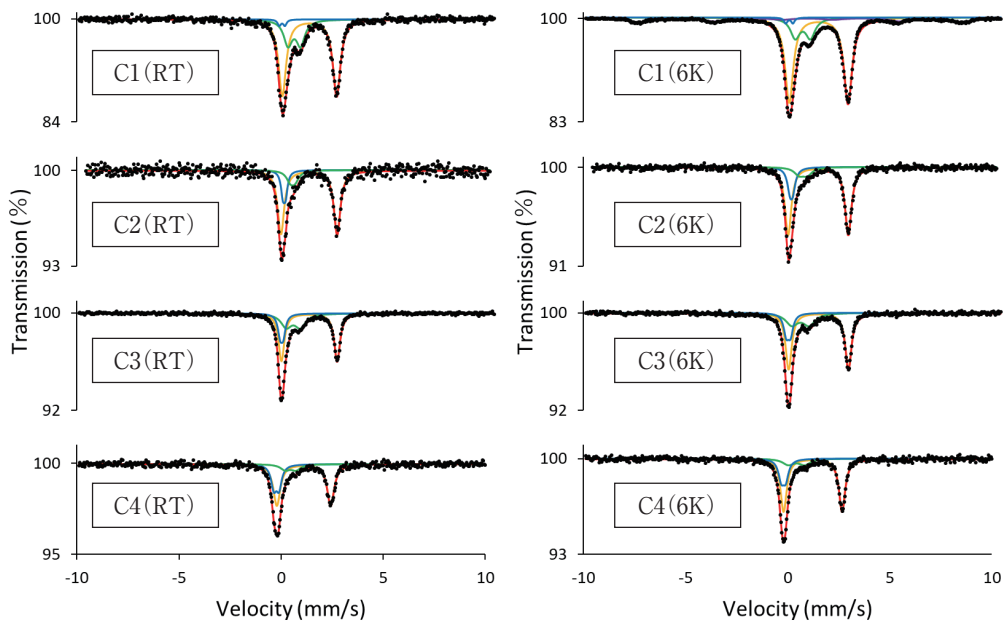 100
C1(RT)
84
100
C2(RT)
93
100
C3(RT)
92
100
C4(RT)
95
-10
-5
0
5
10
Velocity (mm/s)
Transmission (%)
100
C1(6K)
83
100
C2(6K)
91
100
C3(6K)
92
100
C4(6K)
93
-10
-5
0
5
10
Velocity (mm/s)
Transmission (%)